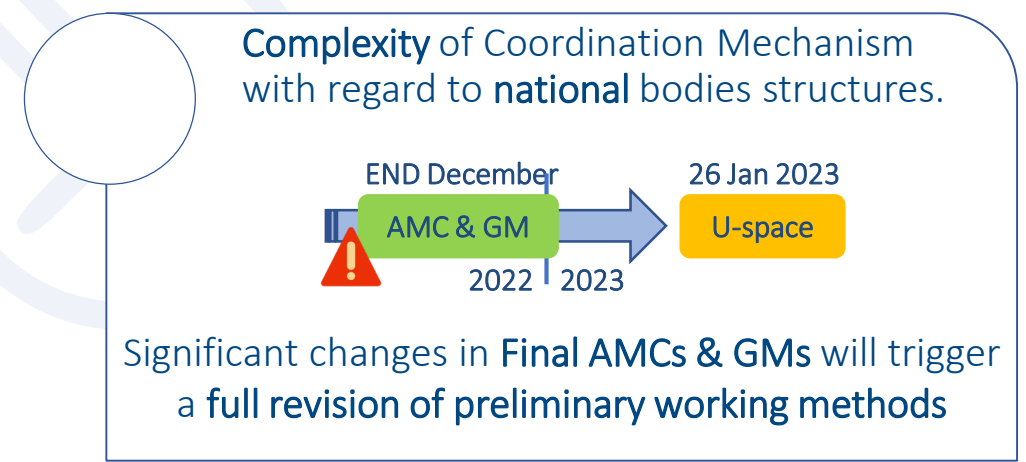 Complexity of Coordination Mechanism
with regard to national bodies structures.
END December
26 Jan 2023
AMC & GM
U-space
2022
2023
Significant changes in Final AMCs & GMs will trigger
a full revision of preliminary working methods